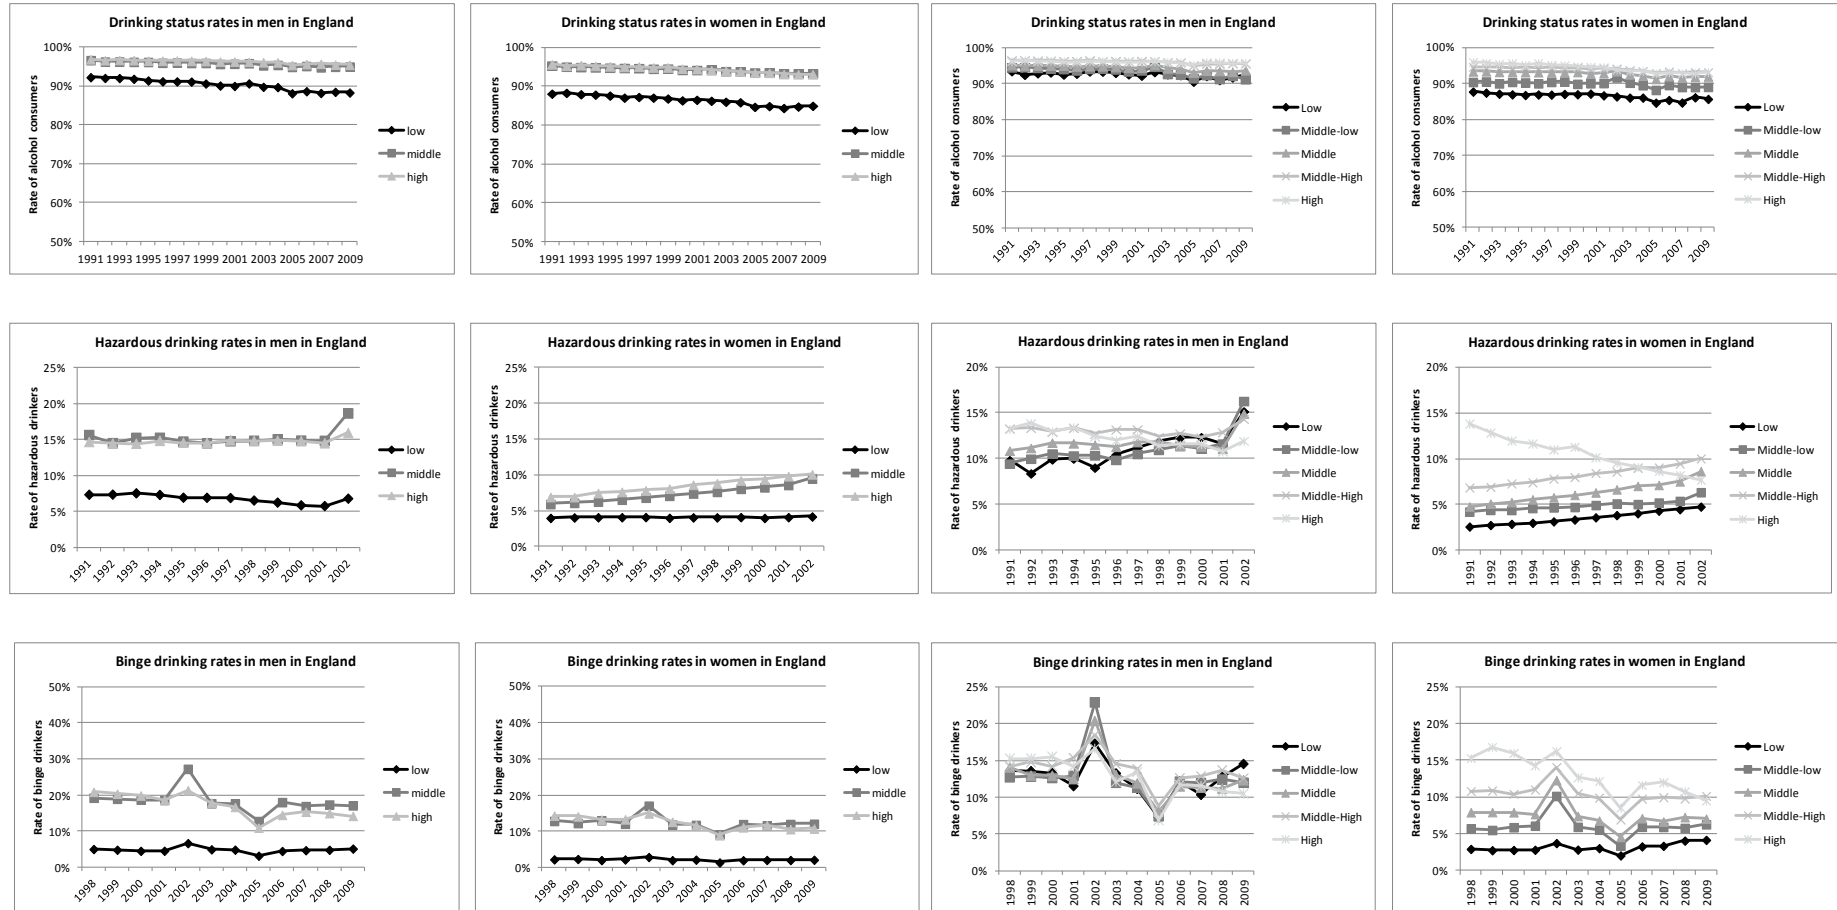 Drinking status rates in men in England
Rate of alcohol consumers
100%
90%
80%
70%
60%
50%
1991 1993 1995 1997 1999 2001 2003 2005 2007 2009
low
middle
high
Drinking status rates in women in England
Rate of alcohol consumers
100%
90%
80%
70%
60%
50%
1991 1993 1995 1997 1999 2001 2003 2005 2007 2009
low
middle
high
Drinking status rates in men in England
Rate of alcohol consumers
100%
90%
80%
70%
60%
50%
1991 1993 1995 1997 1999 2001 2003 2005 2007 2009
Low
Middle-low
Middle
Middle-High
High
Drinking status rates in women in England
Rate of alcohol consumers
100%
90%
80%
70%
60%
50%
1991 1993 1995 1997 1999 2001 2003 2005 2007 2009
Low
Middle-low
Middle
Middle-High
High
Hazardous drinking rates in men in England
Rate of hazardous drinkers
25%
20%
15%
10%
5%
0%
1991 1992 1993 1994 1995 1996 1997 1998 1999 2000 2001 2002
low
middle
high
Hazardous drinking rates in women in England
Rate of hazardous drinkers
25%
20%
15%
10%
5%
0%
1991 1992 1993 1994 1995 1996 1997 1998 1999 2000 2001 2002
low
middle
high
Hazardous drinking rates in men in England
Rate of hazardous drinkers
20%
15%
10%
5%
0%
1991 1992 1993 1994 1995 1996 1997 1998 1999 2000 2001 2002
Low
Middle-low
Middle
Middle-High
High
Hazardous drinking rates in women in England
Rate of hazardous drinkers
20%
15%
10%
5%
0%
1991 1992 1993 1994 1995 1996 1997 1998 1999 2000 2001 2002
Low
Middle-low
Middle
Middle-High
High
Binge drinking rates in men in England
Rate of binge drinkers
50%
40%
30%
20%
10%
0%
1998 1999 2000 2001 2002 2003 2004 2005 2006 2007 2008 2009
low
middle
high
Binge drinking rates in women in England
Rate of binge drinkers
50%
40%
30%
20%
10%
0%
1998 1999 2000 2001 2002 2003 2004 2005 2006 2007 2008 2009
low
middle
high
Binge drinking rates in men in England
Rate of binge drinkers
25%
20%
15%
10%
5%
0%
1998 1999 2000 2001 2002 2003 2004 2005 2006 2007 2008 2009
Low
Middle-low
Middle
Middle-High
High
Binge drinking rates in women in England
Rate of binge drinkers
25%
20%
15%
10%
5%
0%
1998 1999 2000 2001 2002 2003 2004 2005 2006 2007 2008 2009
Low
Middle-low
Middle
Middle-High
High